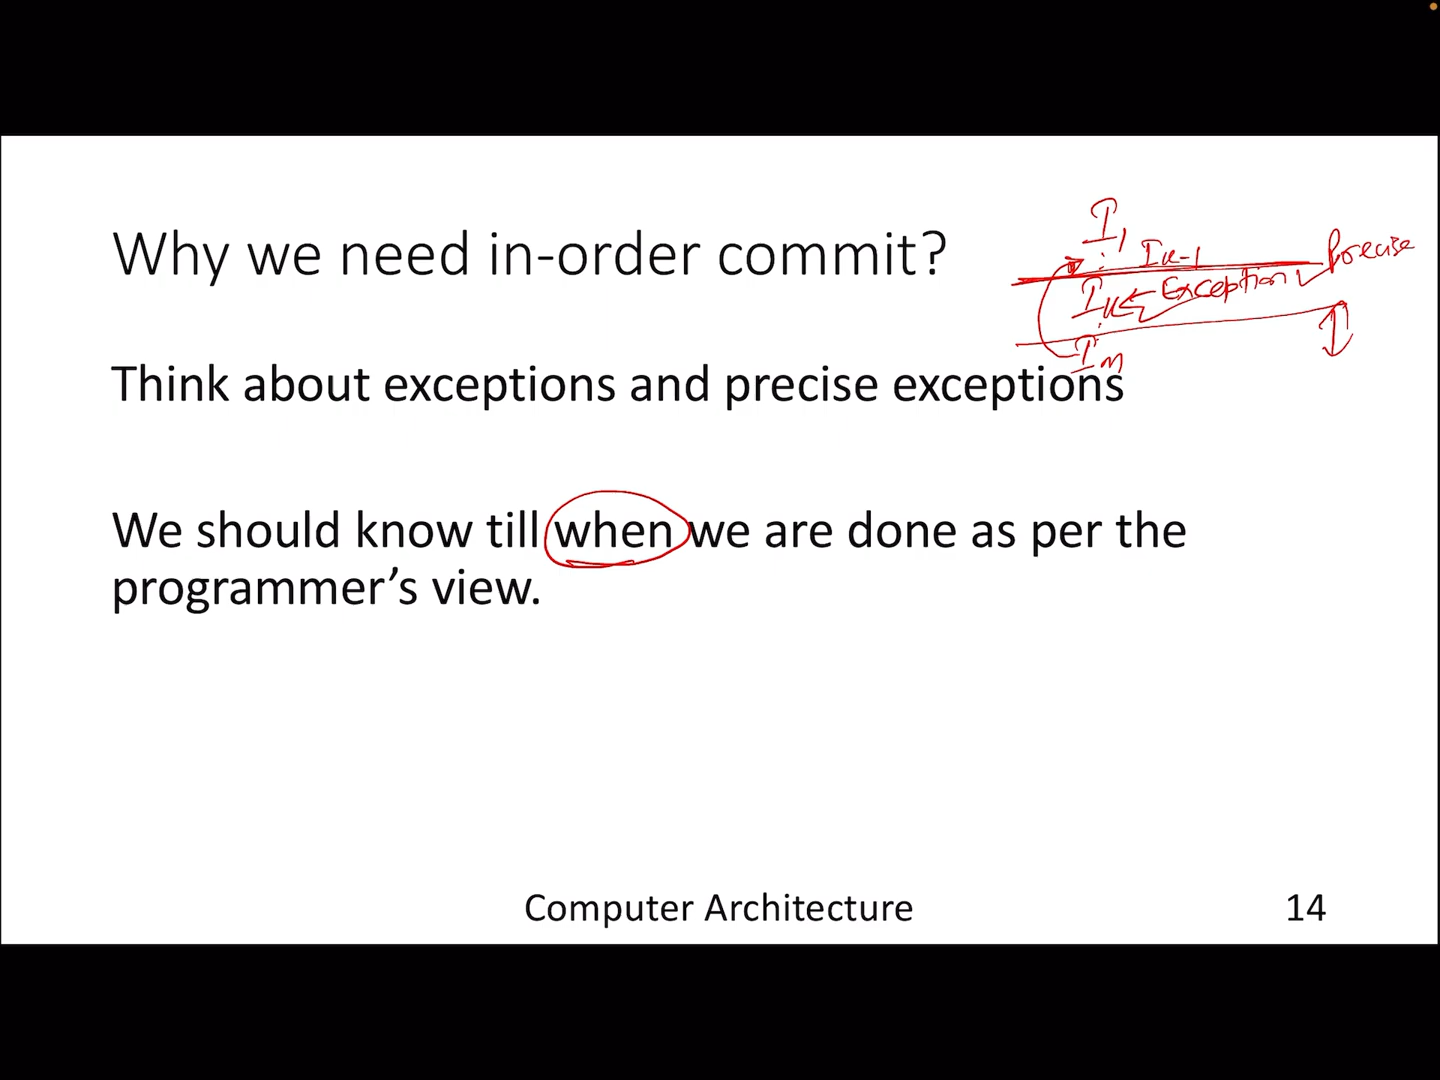 Why we need in-order commit?
I1
Ik-1
Precise
Ik ← Exception
Im
Think about exceptions and precise exceptions
We should know till when we are done as per the
programmer’s view.
Computer Architecture
14